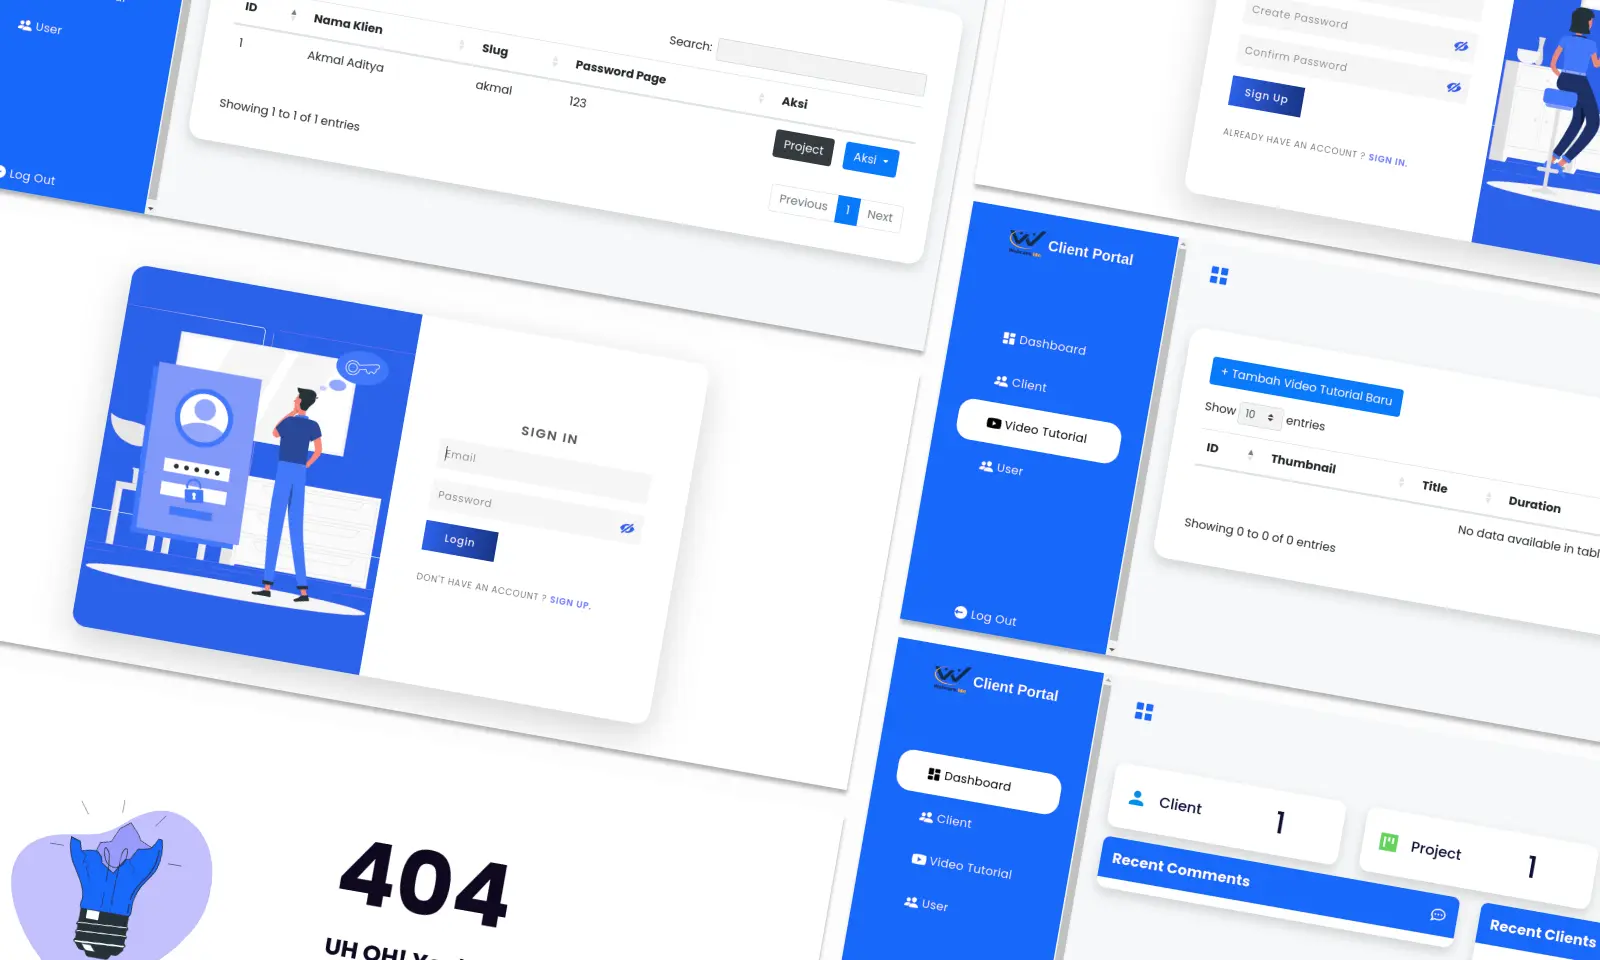 User
Log Out
Search:
ID
Nama Klien
Slug
Password Page
Aksi
1
Akmal Aditya
akmal
123
Project
Aksi
Showing 1 to 1 of 1 entries
Previous
1
Next
Create Password
Confirm Password
Sign Up
ALREADY HAVE AN ACCOUNT ? SIGN IN.
SIGN IN
Email
Password
Login
DON'T HAVE AN ACCOUNT ? SIGN UP.
Client Portal
Dashboard
Client
Video Tutorial
User
Log Out
+ Tambah Video Tutorial Baru
Show 10 entries
ID
Thumbnail
Title
Duration
No data available in tabl
Showing 0 to 0 of 0 entries
404
UH OH!
Client Portal
Dashboard
Client
Video Tutorial
User
Client
1
Project
1
Recent Comments
Recent Clients